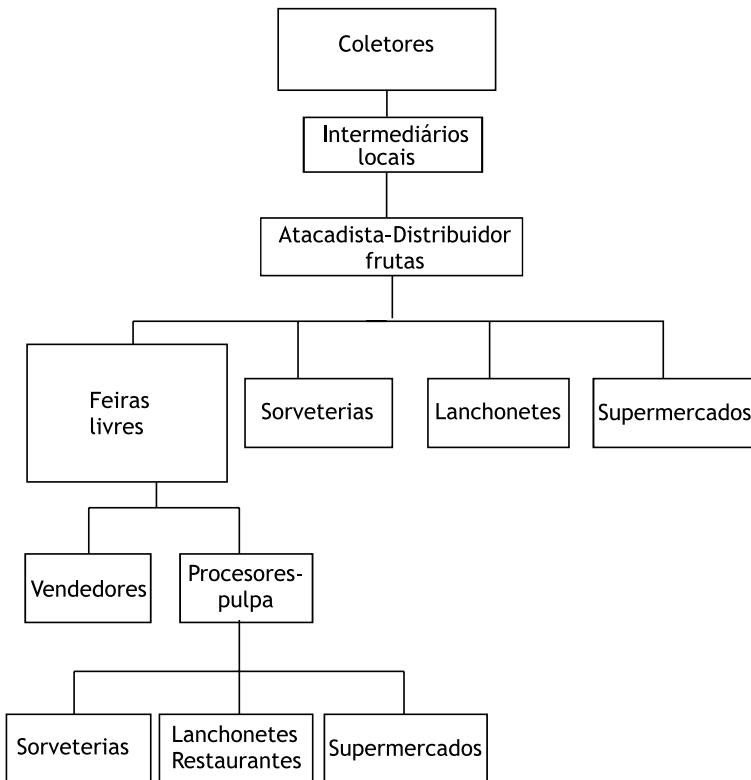 Coletores
Intermediários
locais
Atacadista-Distribuidor
frutas
Feiras
livres
Sorveterias
Lanchonetes
Supermercados
Vendedores
Procesores-
pulpa
Sorveterias
Lanchonetes
Restaurantes
Supermercados